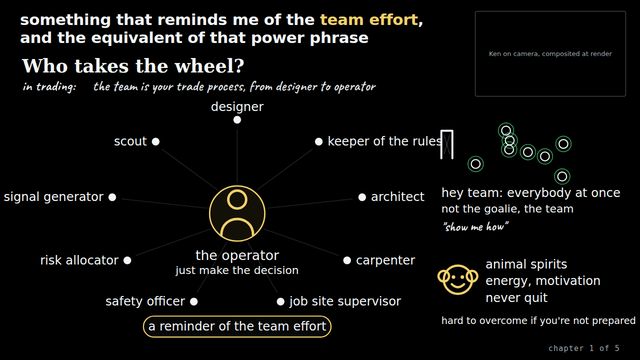 something that reminds me of the team effort,
and the equivalent of that power phrase
Ken on camera, composited at render
Who takes the wheel?
in trading: the team is your trade process, from designer to operator
designer
scout
keeper of the rules
signal generator
architect
risk allocator
the operator
just make the decision
carpenter
safety officer
job site supervisor
a reminder of the team effort
hey team: everybody at once
not the goalie, the team
"show me how"
animal spirits
energy, motivation
never quit
hard to overcome if you're not prepared
chapter 1 of 5